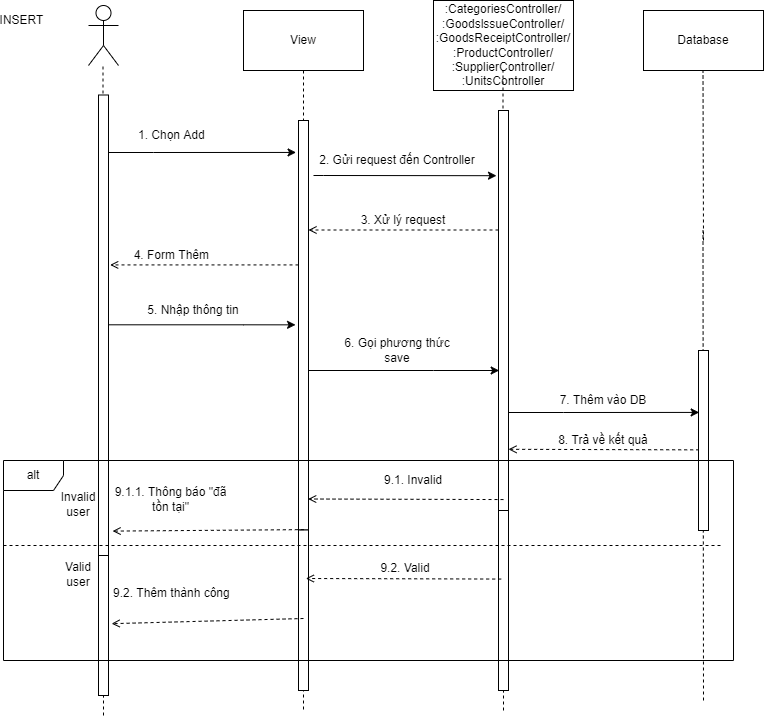 INSERT
View
:CategoriesController/
:GoodsIssueController/
:GoodsReceiptController/
:ProductController/
:SupplierController/
:UnitsController
Database
1. Chọn Add
2. Gửi request đến Controller
3. Xử lý request
4. Form Thêm
5. Nhập thông tin
6. Gọi phương thức
save
7. Thêm vào DB
8. Trả về kết quả
alt
Invalid
user
9.1. Invalid
9.1.1. Thông báo "đã
tồn tại"
Valid
user
9.2. Valid
9.2. Thêm thành công